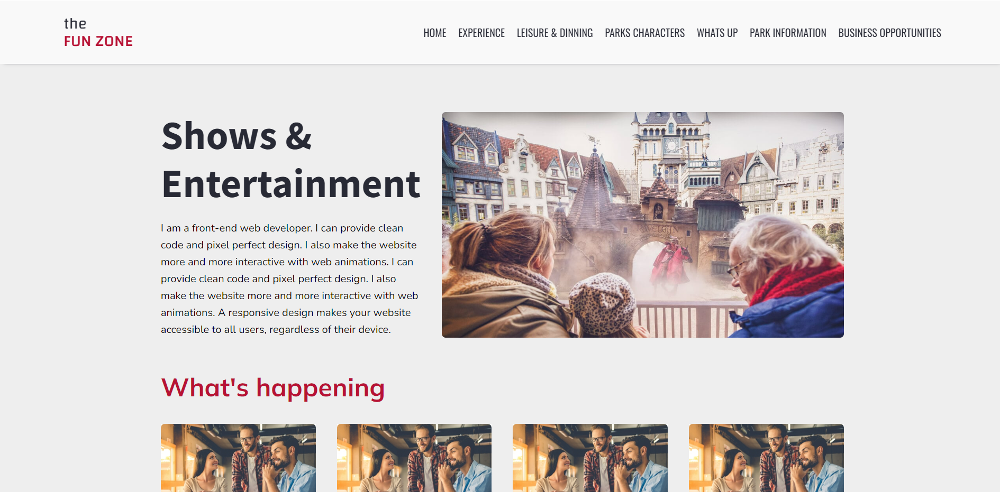 the
FUN ZONE
HOME EXPERIENCE LEISURE & DINNING PARKS CHARACTERS WHATS UP PARK INFORMATION BUSINESS OPPORTUNITIES
Shows &
Entertainment
I am a front-end web developer. I can provide clean
code and pixel perfect design. I also make the website
more and more interactive with web animations. I can
provide clean code and pixel perfect design. I also
make the website more and more interactive with web
animations. A responsive design makes your website
accessible to all users, regardless of their device.
RAVELEIJN
What's happening